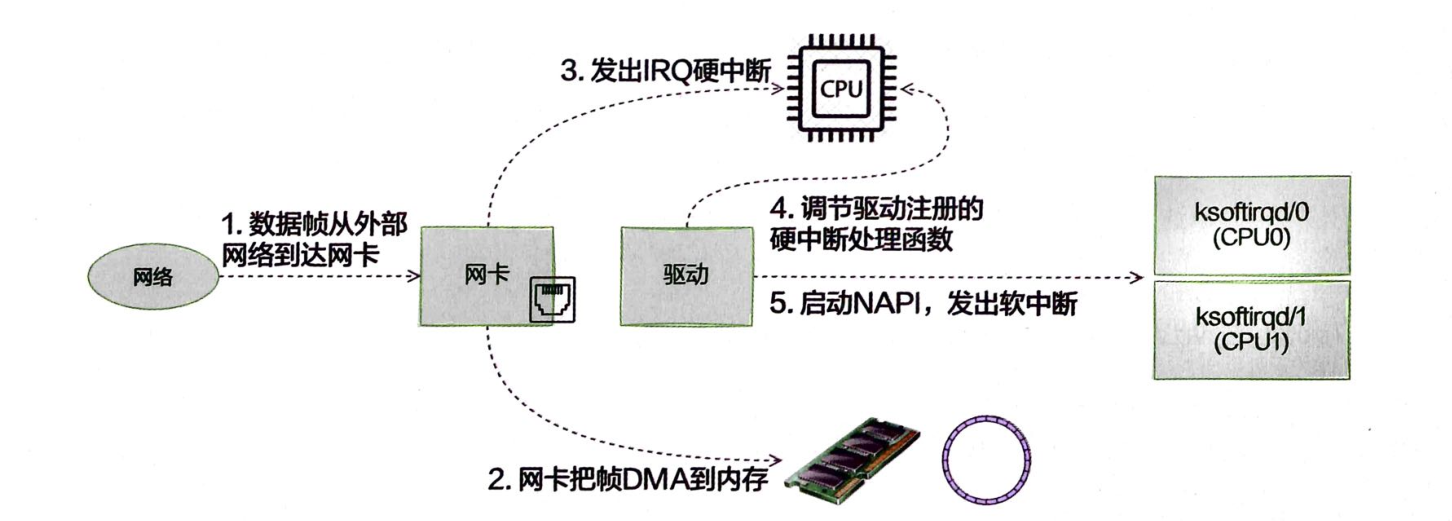 3. 发出IRQ硬中断
CPU
1. 数据帧从外部
网络到达网卡
网络
网卡
驱动
4. 调节驱动注册的
硬中断处理函数
5. 启动NAPI，发出软中断
ksoftirqd/0
(CPU0)
ksoftirqd/1
(CPU1)
2. 网卡把帧DMA到内存